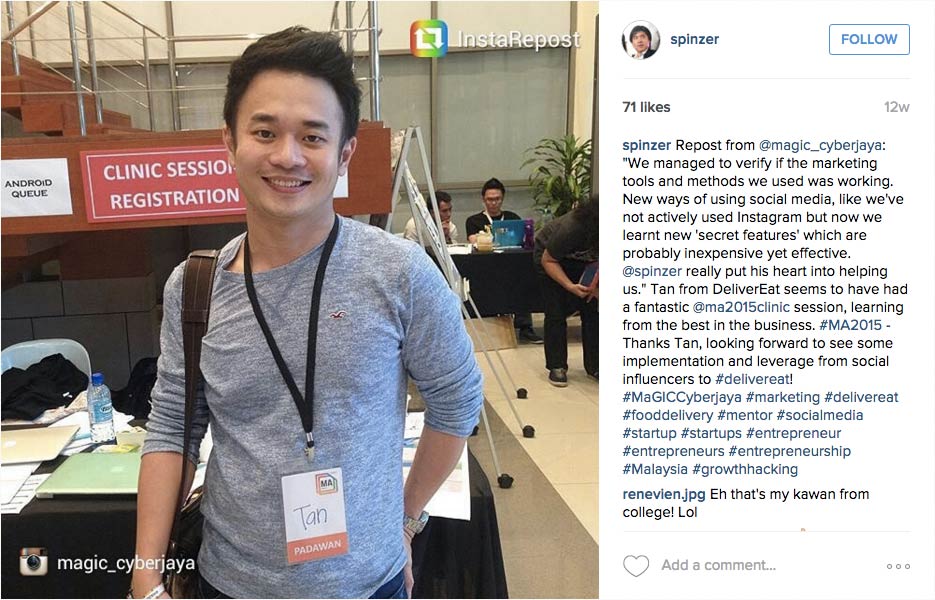 InstaRepost
ANDROID
QUEUE
CLINIC SESSION
REGISTRATION
MA
Tan
PADAWAN
magic_cyberjaya
spinzer
FOLLOW
71 likes
12w
spinzer Repost from @magic_cyberjaya:
"We managed to verify if the marketing
tools and methods we used was working.
New ways of using social media, like we've
not actively used Instagram but now we
learnt new 'secret features' which are
probably inexpensive yet effective.
@spinzer really put his heart into helping
us." Tan from DeliverEat seems to have had
a fantastic @ma2015clinic session, learning
from the best in the business. #MA2015 -
Thanks Tan, looking forward to see some
implementation and leverage from social
influencers to #delivereat!
#MaGICCyberjaya #marketing #delivereat
#fooddelivery #mentor #socialmedia
#startup #startups #entrepreneur
#entrepreneurs #entrepreneurship
#Malaysia #growthhacking
renevien.jpg Eh that's my kawan from
college! Lol
Add a comment...